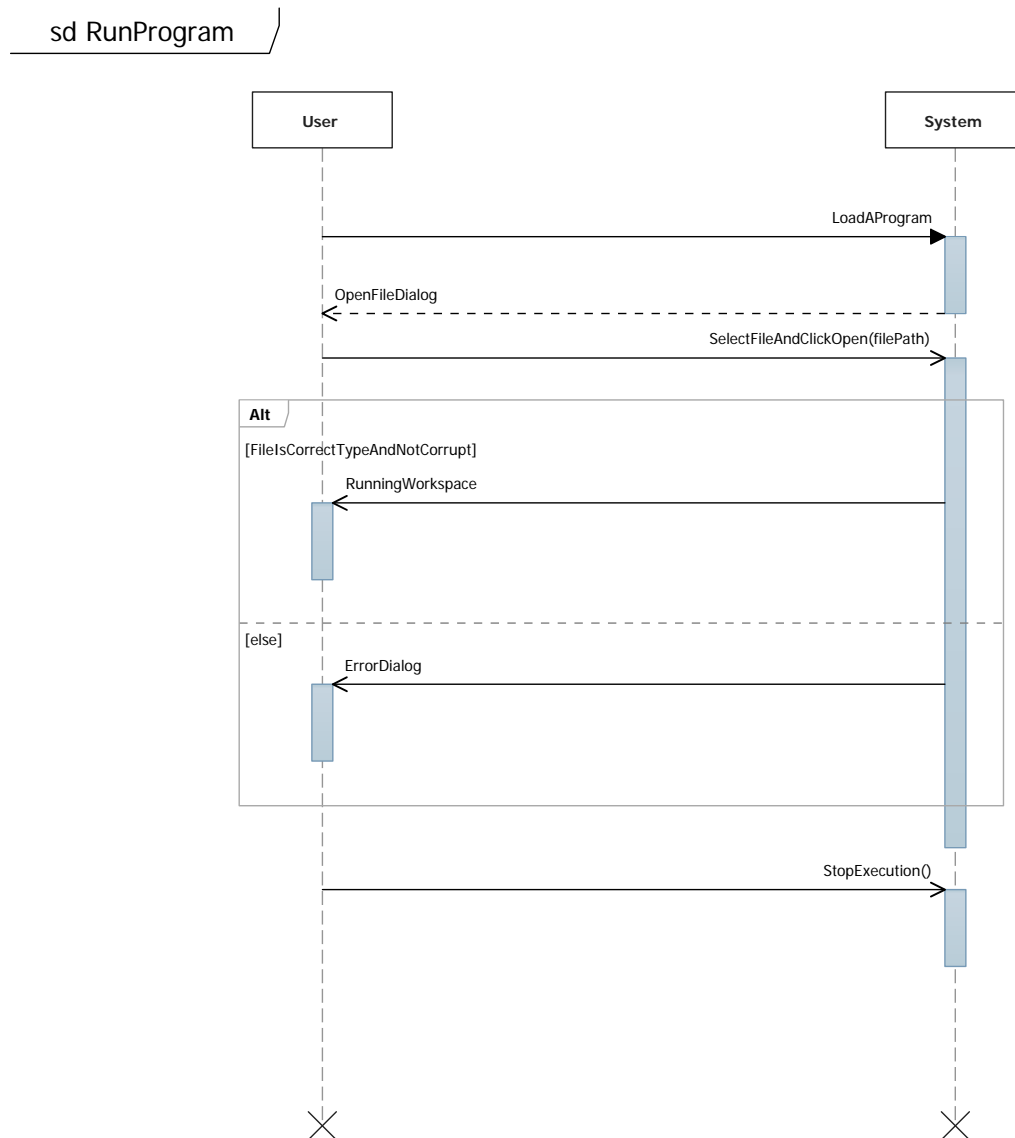 sd RunProgram
User
System
LoadAProgram
OpenFileDialog
SelectFileAndClickOpen(filePath)
Alt
[FileIsCorrectTypeAndNotCorrupt]
RunningWorkspace
[else]
ErrorDialog
StopExecution()